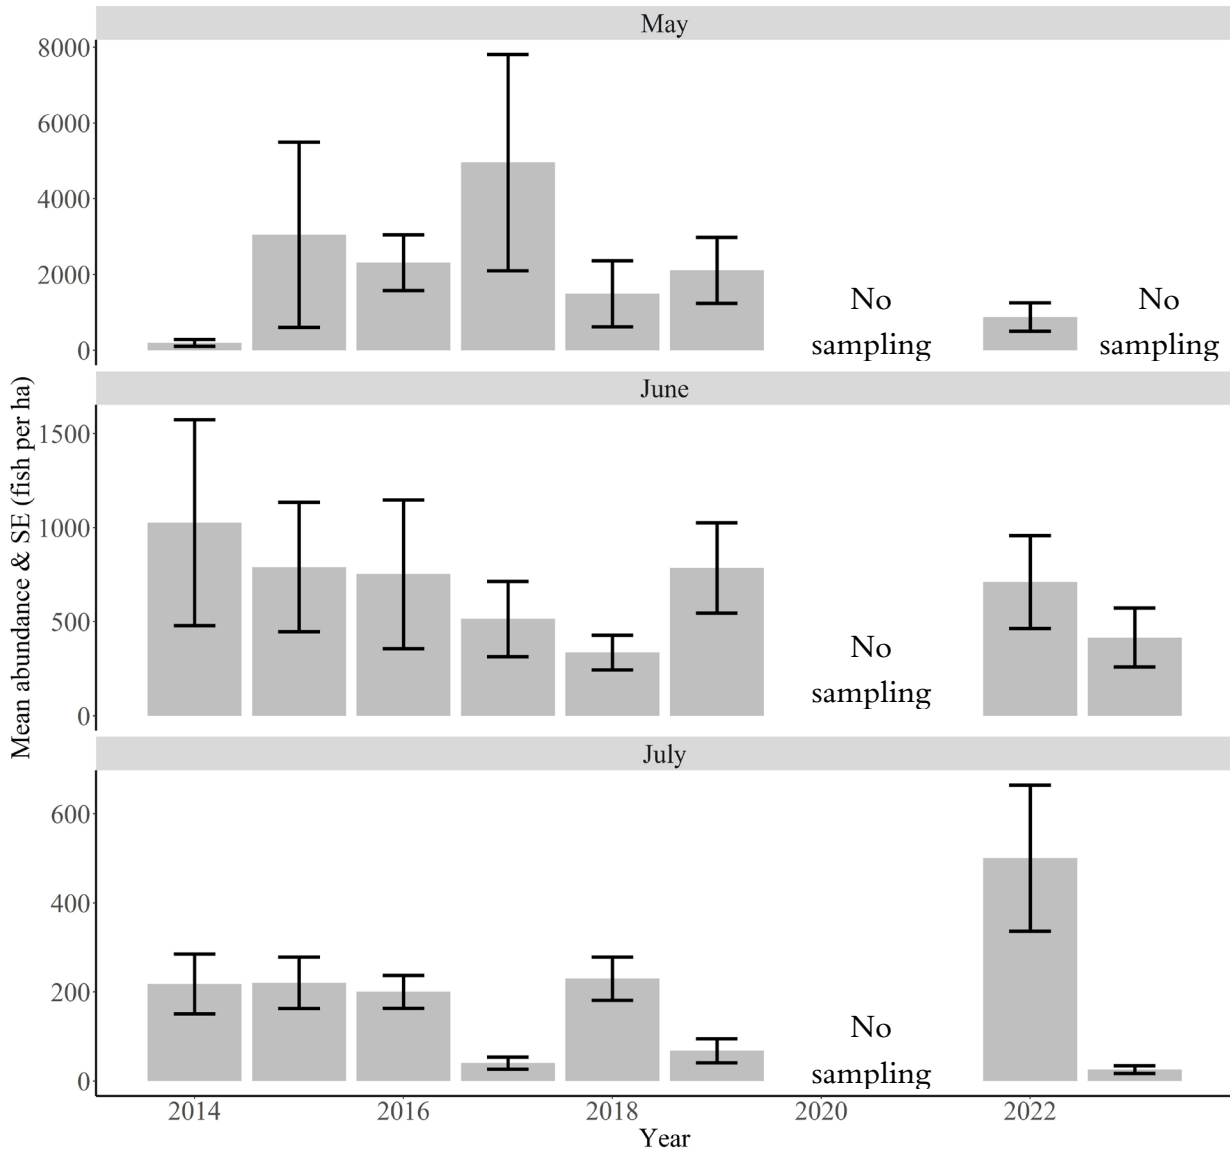 May
8000
6000
4000
2000
0
No
sampling
No
sampling
Mean abundance & SE (fish per ha)
June
1500
1000
500
0
No
sampling
July
600
400
200
0
No
sampling
2014
2016
2018
2020
2022
Year